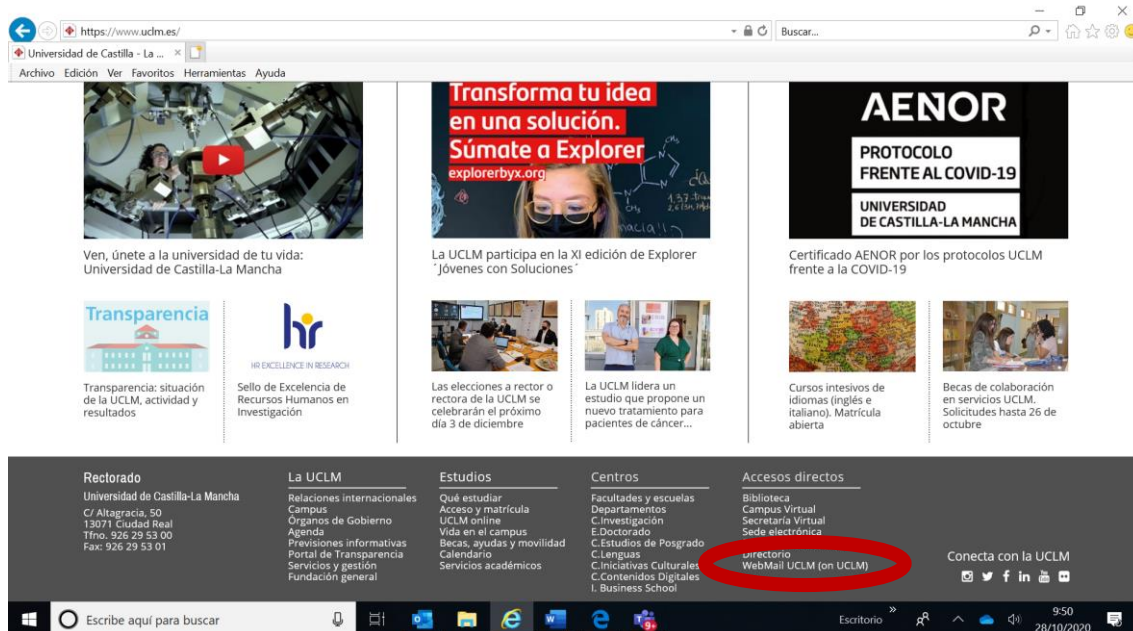 https://www.uclm.es/
Buscar...
Universidad de Castilla - La ...
Archivo Edición Ver Favoritos Herramientas Ayuda
Transforma tu idea
en una solución.
Súmate a Explorer
explorerbyx.org
AENOR
PROTOCOLO
FRENTE AL COVID-19
UNIVERSIDAD
DE CASTILLA-LA MANCHA
Ven, únete a la universidad de tu vida:
Universidad de Castilla-La Mancha
La UCLM participa en la XI edición de Explorer
´Jóvenes con Soluciones´
Certificado AENOR por los protocolos UCLM
frente a la COVID-19
Transparencia
hr
HR EXCELLENCE IN RESEARCH
Transparencia: situación
de la UCLM, actividad y
resultados
Sello de Excelencia de
Recursos Humanos en
Investigación
Las elecciones a rector o
rectora de la UCLM se
celebrarán el próximo
día 3 de diciembre
La UCLM lidera un
estudio que propone un
nuevo tratamiento para
pacientes de cáncer...
Cursos intesivos de
idiomas (inglés e
italiano). Matrícula
abierta
Becas de colaboración
en servicios UCLM.
Solicitudes hasta 26 de
octubre
Rectorado
Universidad de Castilla-La Mancha
C/ Altagracia, 50
13071 Ciudad Real
Tfno. 926 29 53 00
Fax: 926 29 53 01
La UCLM
Relaciones internacionales
Campus
Órganos de Gobierno
Agenda
Previsiones informativas
Portal de Transparencia
Servicios y gestión
Fundación general
Estudios
Qué estudiar
Acceso y matrícula
UCLM online
Vida en el campus
Becas, ayudas y movilidad
Calendario
Servicios académicos
Centros
Facultades y escuelas
Departamentos
C.Investigación
E.Doctorado
C.Estudios de Posgrado
C.Lenguas
C.Iniciativas Culturales
C.Contenidos Digitales
I. Business School
Accesos directos
Biblioteca
Campus Virtual
Secretaría Virtual
Sede electrónica
Directorio
WebMail UCLM (on UCLM)
Conecta con la UCLM
Escribe aquí para buscar
Escritorio
9:50
28/10/2020